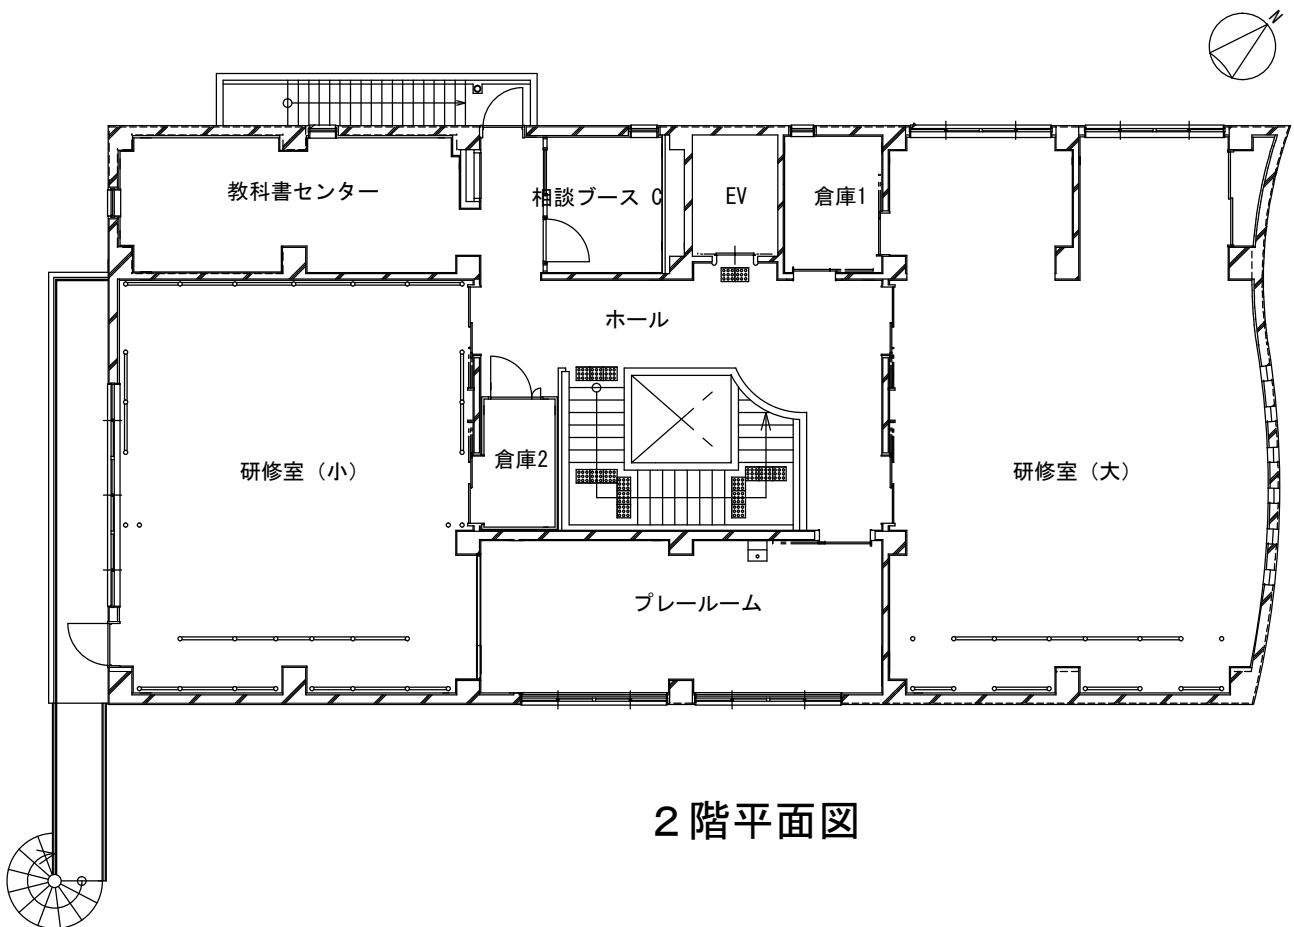 N
教科書センター
相談ブース C
EV
倉庫1
ホール
研修室（小）
倉庫2
研修室（大）
プレールーム
２階平面図